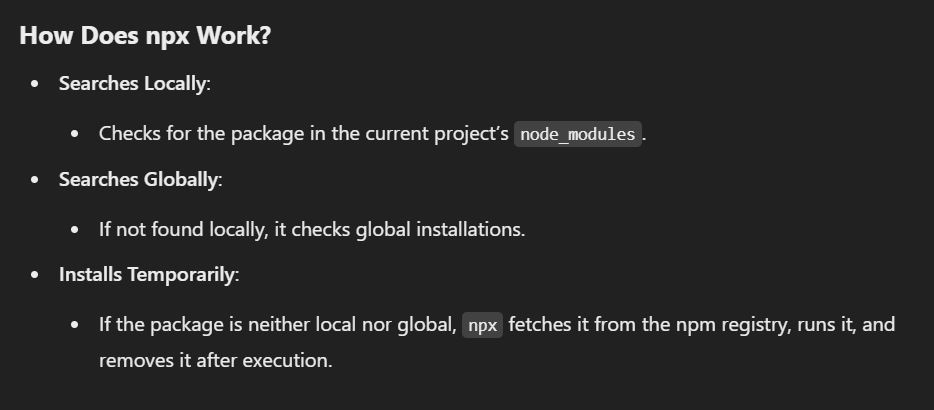 How Does npx Work?
Searches Locally:
Checks for the package in the current project’s node_modules.
Searches Globally:
If not found locally, it checks global installations.
Installs Temporarily:
If the package is neither local nor global, npx fetches it from the npm registry, runs it, and
removes it after execution.